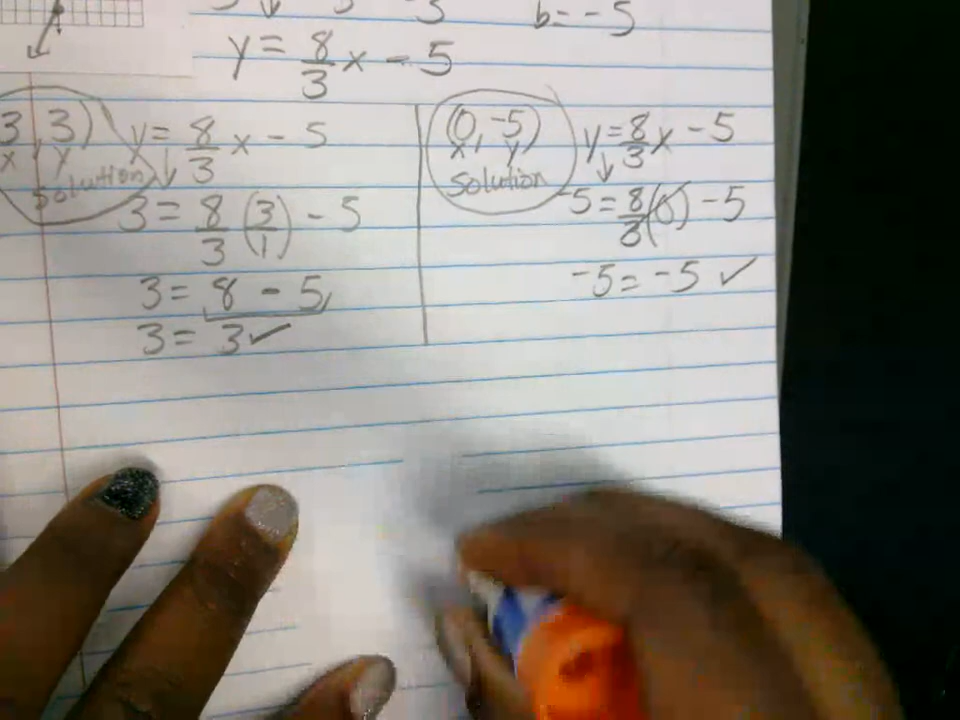 b = -5
y = 8/3 x - 5
3, 3)
x y
solution
y = 8/3 x - 5
3 = 8/3 (3/1) - 5
3 = 8 - 5
3 = 3 ✓
(0, -5)
x y
solution
y = 8/3 x - 5
-5 = 8/3 (0) - 5
-5 = -5 ✓